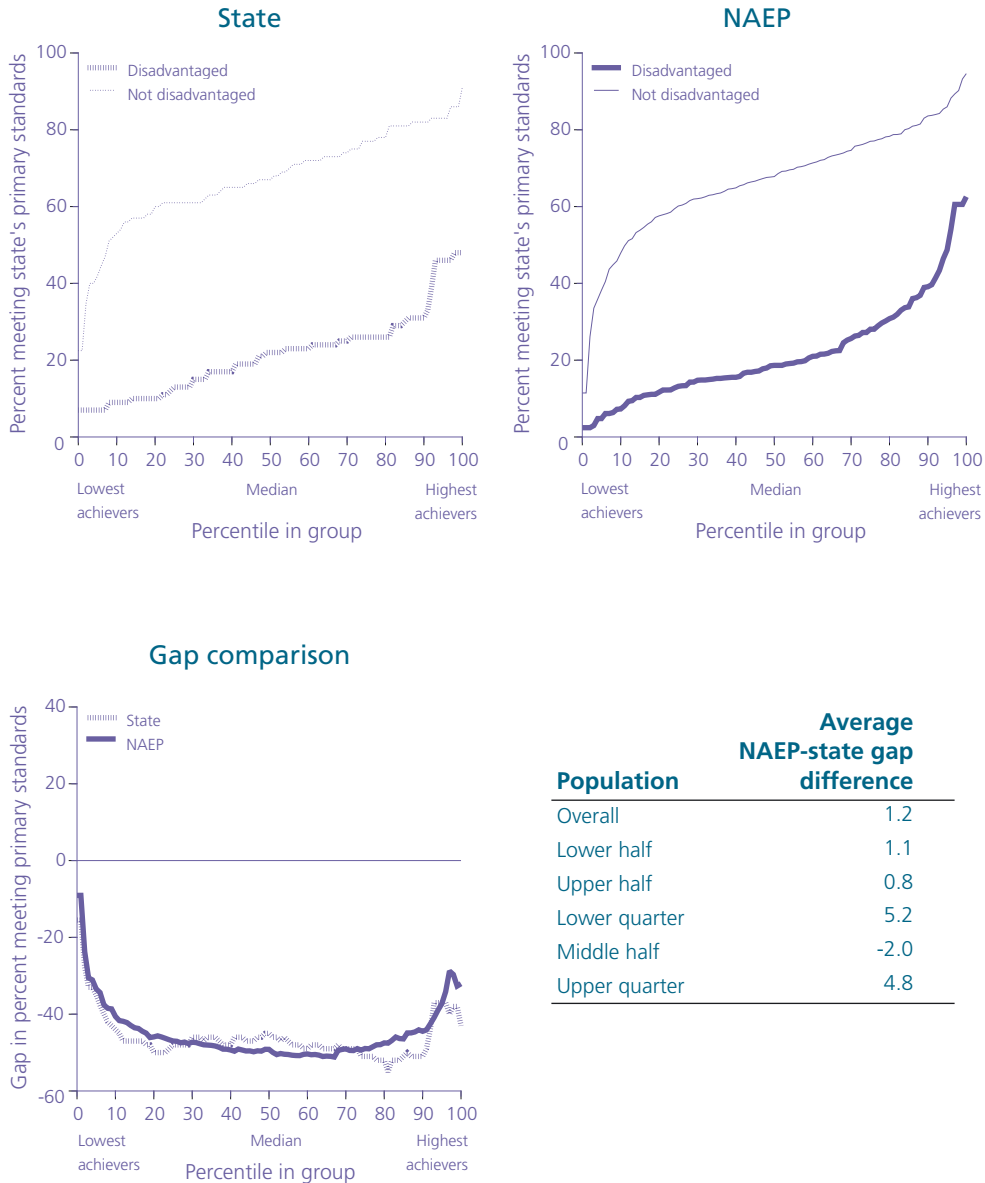 State
Percent meeting state's primary standards
100
80
60
40
20
0
Disadvantaged
Not disadvantaged
0 10 20 30 40 50 60 70 80 90 100
Lowest achievers
Median
Highest achievers
Percentile in group
NAEP
Percent meeting state's primary standards
100
80
60
40
20
0
Disadvantaged
Not disadvantaged
0 10 20 30 40 50 60 70 80 90 100
Lowest achievers
Median
Highest achievers
Percentile in group
Gap comparison
Gap in percent meeting primary standards
40
20
0
-20
-40
-60
State
NAEP
0 10 20 30 40 50 60 70 80 90 100
Lowest achievers
Median
Highest achievers
Percentile in group
Average
NAEP-state gap
Population difference
Overall 1.2
Lower half 1.1
Upper half 0.8
Lower quarter 5.2
Middle half -2.0
Upper quarter 4.8